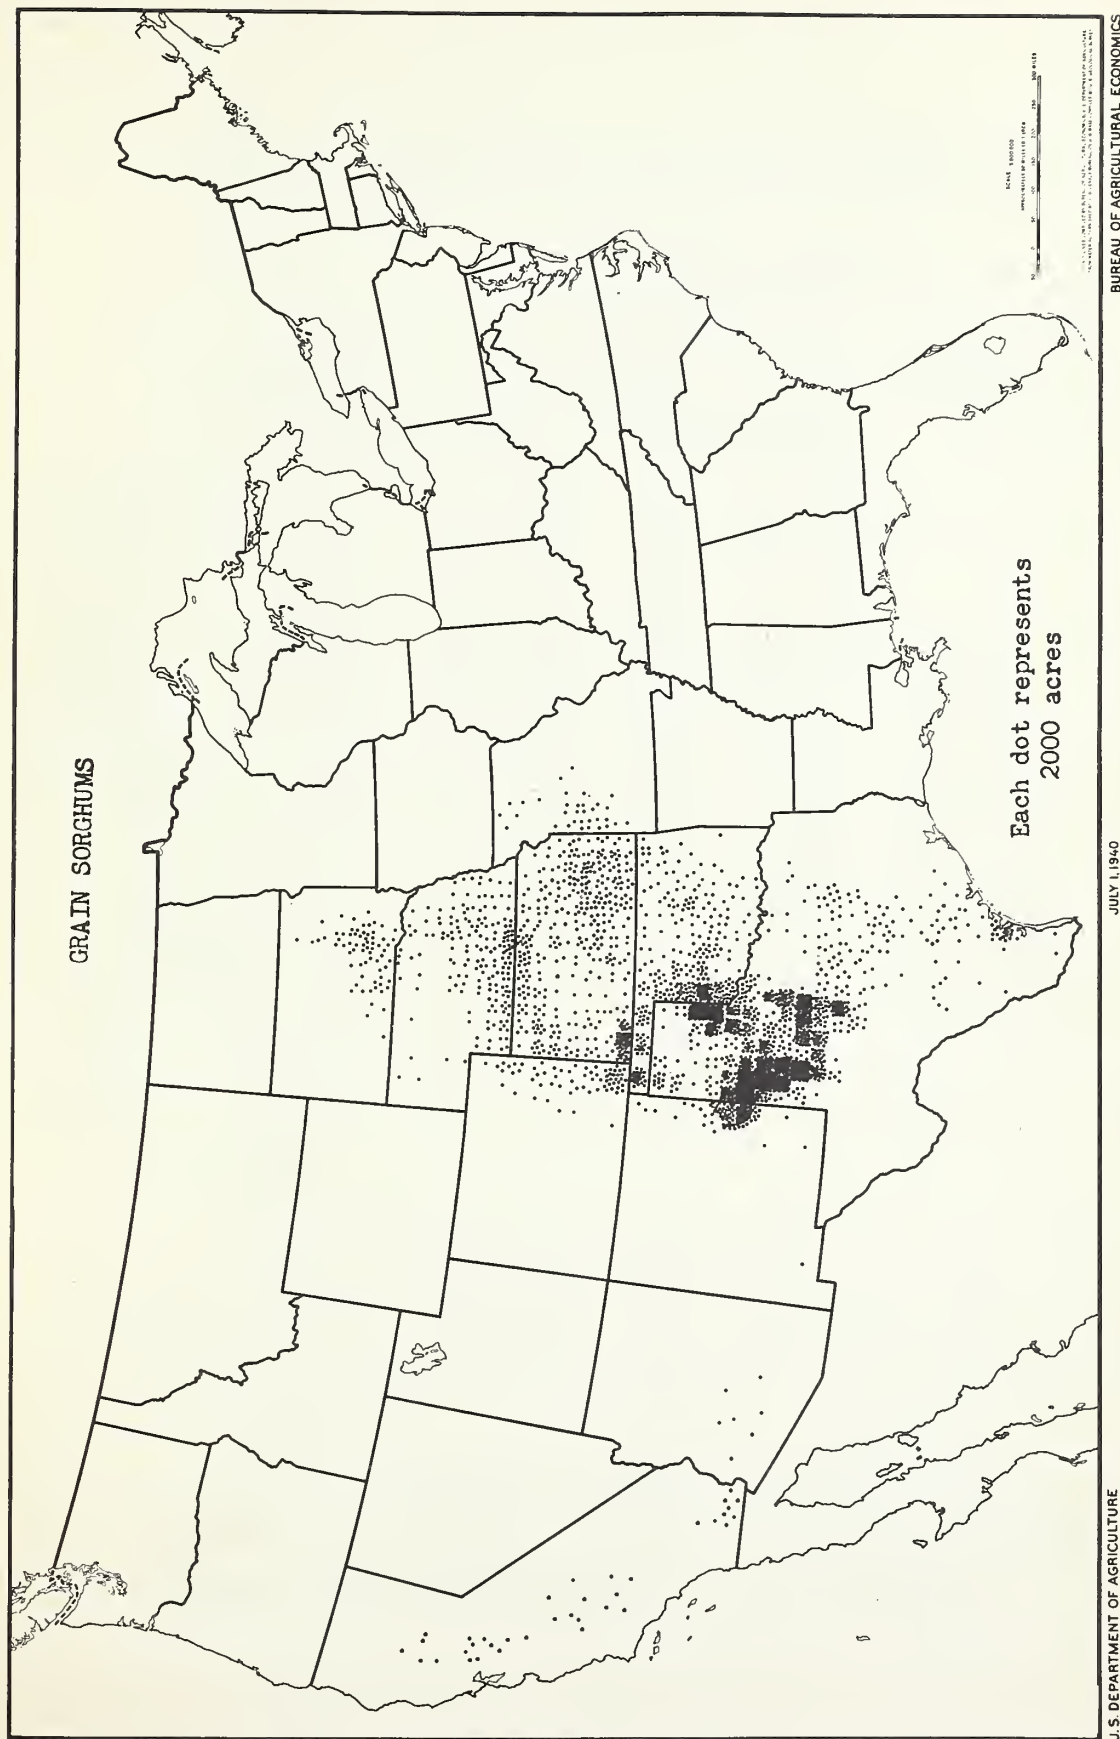 GRAIN SORGHUMS
Each dot represents
2000 acres
U.S. DEPARTMENT OF AGRICULTURE
JULY 1, 1940
BUREAU OF AGRICULTURAL ECONOMICS